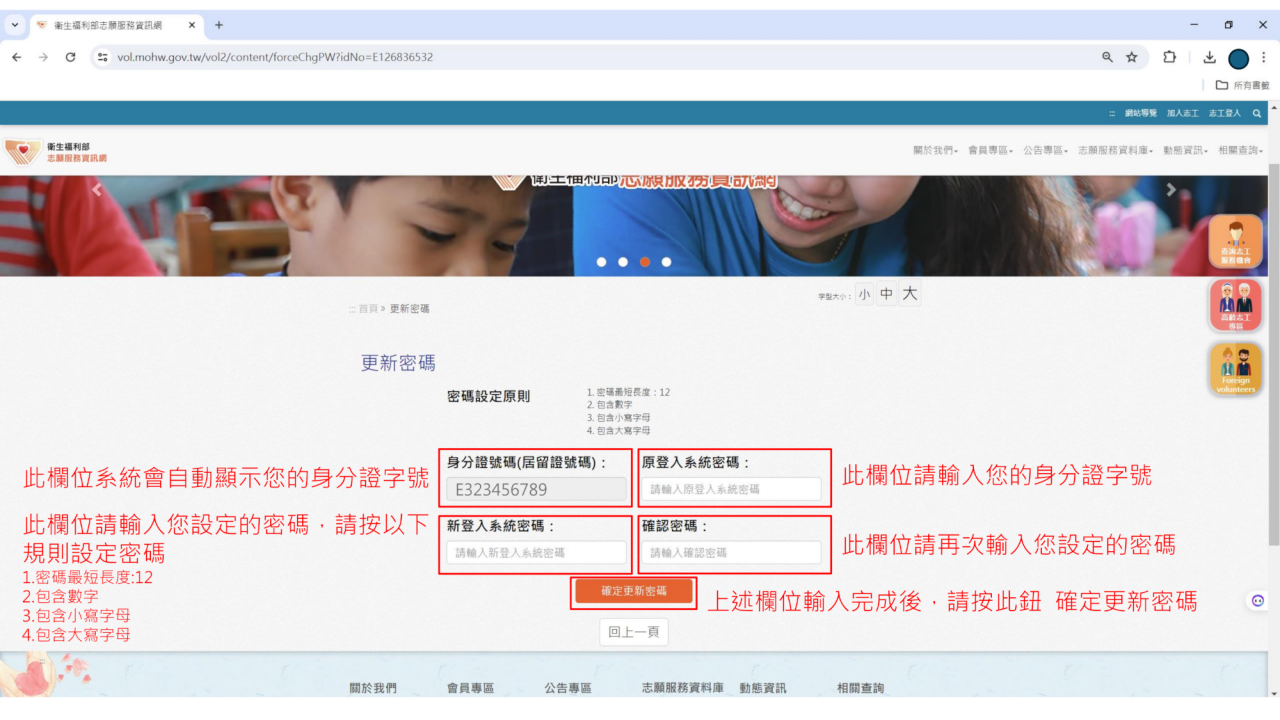 衛生福利部志願服務資訊網
vol.mohw.gov.tw/vol2/content/forceChgPW?idNo=E126836532
所有書籤
::: 網站導覽 加入志工 志工登入
衛生福利部
志願服務資訊網
關於我們 會員專區 公告專區 志願服務資料庫 動態資訊 相關查詢
衛生福利部志願服務資訊網
查詢志工
服務機會
字型大小： 小 中 大
::: 首頁 » 更新密碼
高齡志工
專區
更新密碼
Foreign
volunteers
密碼設定原則
1. 密碼最短長度：12
2. 包含數字
3. 包含小寫字母
4. 包含大寫字母
此欄位系統會自動顯示您的身分證字號
身分證號碼(居留證號碼)：
E323456789
原登入系統密碼：
請輸入原登入系統密碼
此欄位請輸入您的身分證字號
此欄位請輸入您設定的密碼，請按以下
規則設定密碼
1.密碼最短長度:12
2.包含數字
3.包含小寫字母
4.包含大寫字母
新登入系統密碼：
請輸入新登入系統密碼
確認密碼：
請輸入確認密碼
此欄位請再次輸入您設定的密碼
確定更新密碼
上述欄位輸入完成後，請按此鈕 確定更新密碼
回上一頁
關於我們 會員專區 公告專區 志願服務資料庫 動態資訊 相關查詢